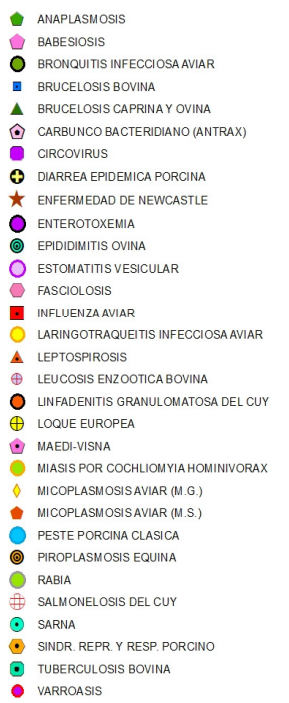 ANAPLASMOSIS
BABESIOSIS
BRONQUITIS INFECCIOSA AVIAR
BRUCELOSIS BOVINA
BRUCELOSIS CAPRINA Y OVINA
CARBUNCO BACTERIDIANO (ANTRAX)
CIRCOVIRUS
DIARREA EPIDEMICA PORCINA
ENFERMEDAD DE NEWCASTLE
ENTEROTOXEMIA
EPIDIDIMITIS OVINA
ESTOMATITIS VESICULAR
FASCIOLOSIS
INFLUENZA AVIAR
LARINGOTRAQUEITIS INFECCIOSA AVIAR
LEPTOSPIROSIS
LEUCOSIS ENZOOTICA BOVINA
LINFADENITIS GRANULOMATOSA DEL CUY
LOQUE EUROPEA
MAEDI-VISNA
MIASIS POR COCHLIOMYIA HOMINIVORAX
MICOPLASMOSIS AVIAR (M.G.)
MICOPLASMOSIS AVIAR (M.S.)
PESTE PORCINA CLASICA
PIROPLASMOSIS EQUINA
RABIA
SALMONELOSIS DEL CUY
SARNA
SINDR. REPR. Y RESP. PORCINO
TUBERCULOSIS BOVINA
VARROASIS